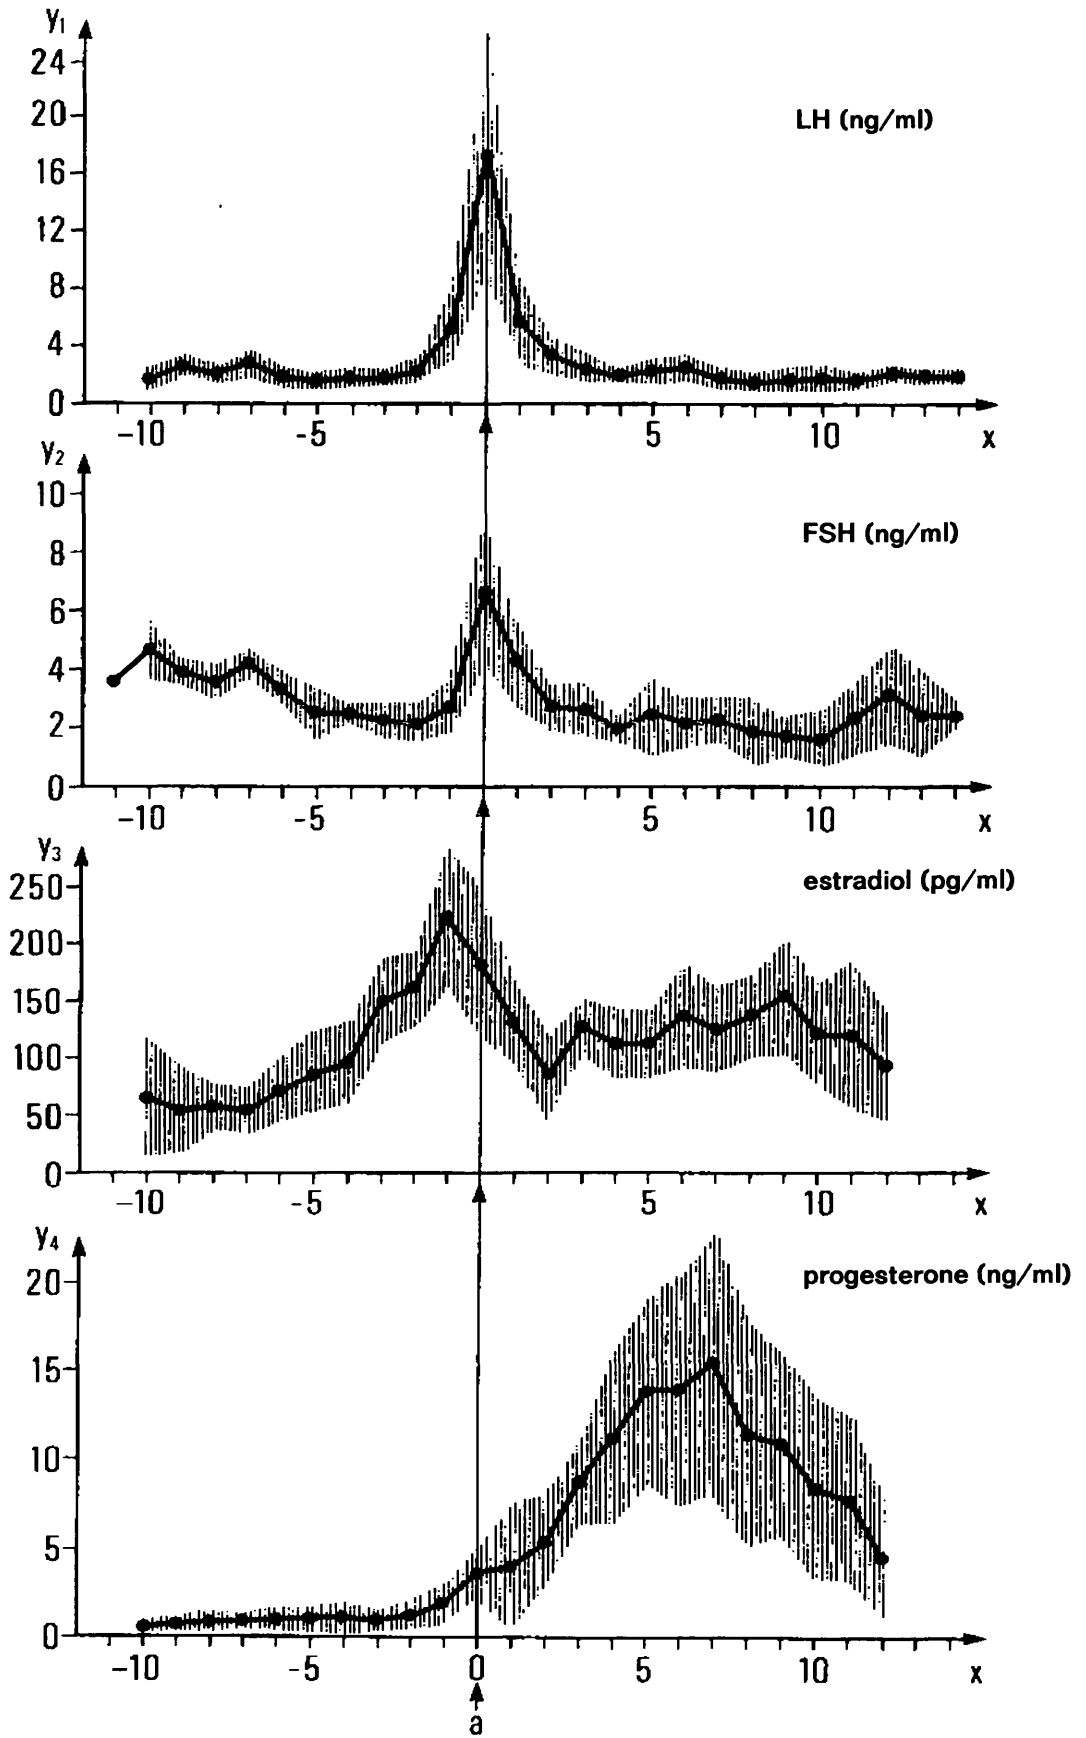 y₁
24
20
LH (ng/ml)
16
12
8
4
0
-10 -5 5 10 x
y₂
10
FSH (ng/ml)
8
6
4
2
0
-10 -5 5 10 x
y₃
250
estradiol (pg/ml)
200
150
100
50
0
-10 -5 5 10 x
y₄
20
progesterone (ng/ml)
15
10
5
0
-10 -5 0 5 10 x
a